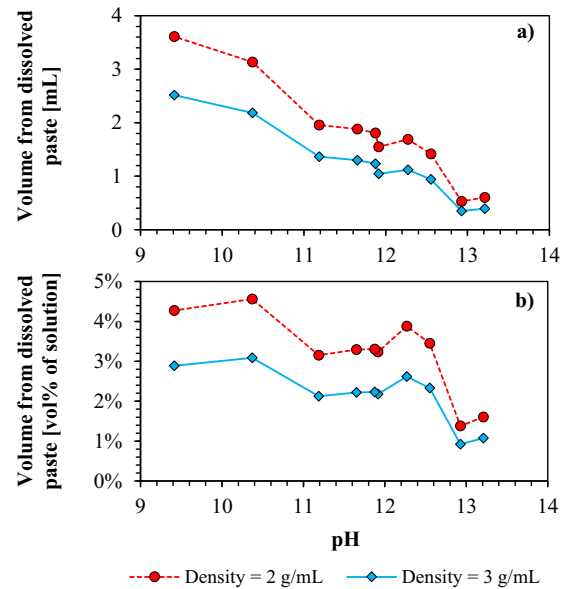 a)
Volume from dissolved
paste [mL]
4
3
2
1
0
9 10 11 12 13 14
b)
Volume from dissolved
paste [vol% of solution]
5%
4%
3%
2%
1%
0%
9 10 11 12 13 14
pH
Density = 2 g/mL Density = 3 g/mL